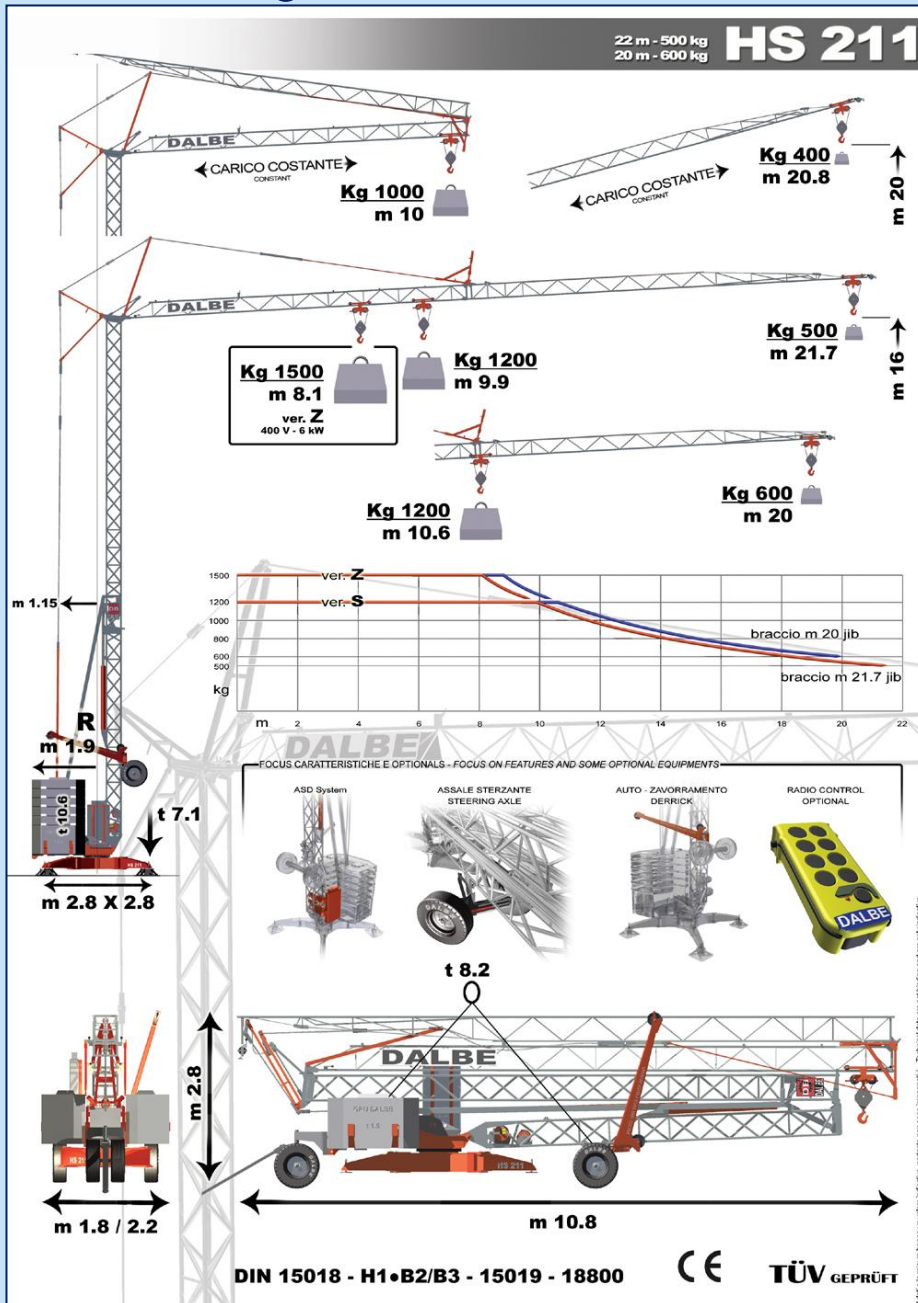 22 m - 500 kg
20 m - 600 kg
HS 211
DALBE
CARICO COSTANTE
CONSTANT
Kg 1000
m 10
CARICO COSTANTE
CONSTANT
Kg 400
m 20.8
m 20
DALBE
Kg 1500
m 8.1
ver. Z
400 V - 6 kW
Kg 1200
m 9.9
Kg 500
m 21.7
m 16
Kg 1200
m 10.6
Kg 600
m 20
m 1.15
1500
1200
1000
800
600
500
kg
ver. Z
ver. S
braccio m 20 jib
braccio m 21.7 jib
m 2 4 6 8 10 12 14 16 18 20 22
R
m 1.9
t 10.6
t 7.1
HS 211
m 2.8 X 2.8
DALBE
FOCUS CARATTERISTICHE E OPTIONALS - FOCUS ON FEATURES AND SOME OPTIONAL EQUIPMENTS
ASD System
ASSALE STERZANTE
STEERING AXLE
AUTO - ZAVORRAMENTO
DERRICK
RADIO CONTROL
OPTIONAL
DALBE
DALBE
t 8.2
m 2.8
DALBE
DALBE
HS 211
DALBE
HS 211
m 1.8 / 2.2
m 10.8
DIN 15018 - H1•B2/B3 - 15019 - 18800
CE
TÜV GEPRÜFT